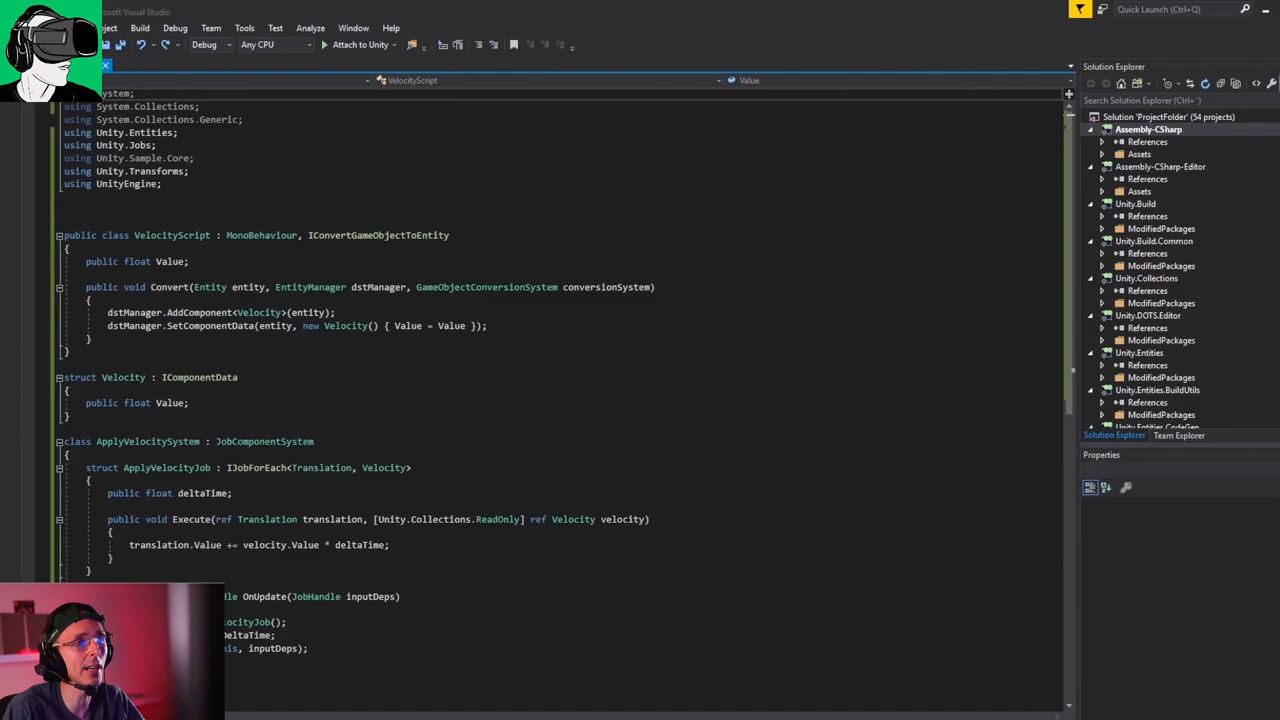 rosoft Visual Studio
Quick Launch (Ctrl+Q)
oject Build Debug Team Tools Test Analyze Window Help
Debug Any CPU Attach to Unity
VelocityScript Value
System;
using System.Collections;
using System.Collections.Generic;
using Unity.Entities;
using Unity.Jobs;
using Unity.Sample.Core;
using Unity.Transforms;
using UnityEngine;
public class VelocityScript : MonoBehaviour, IConvertGameObjectToEntity
{
public float Value;
public void Convert(Entity entity, EntityManager dstManager, GameObjectConversionSystem conversionSystem)
{
dstManager.AddComponent<Velocity>(entity);
dstManager.SetComponentData(entity, new Velocity() { Value = Value });
}
}
struct Velocity : IComponentData
{
public float Value;
}
class ApplyVelocitySystem : JobComponentSystem
{
struct ApplyVelocityJob : IJobForEach<Translation, Velocity>
{
public float deltaTime;
public void Execute(ref Translation translation, [Unity.Collections.ReadOnly] ref Velocity velocity)
{
translation.Value += velocity.Value * deltaTime;
}
}
le OnUpdate(JobHandle inputDeps)
locityJob();
DeltaTime;
his, inputDeps);
Solution Explorer
Search Solution Explorer (Ctrl+ˋ)
Solution 'ProjectFolder' (54 projects)
Assembly-CSharp
References
Assets
Assembly-CSharp-Editor
References
Assets
Unity.Build
References
ModifiedPackages
Unity.Build.Common
References
ModifiedPackages
Unity.Collections
References
ModifiedPackages
Unity.DOTS.Editor
References
ModifiedPackages
Unity.Entities
References
ModifiedPackages
Unity.Entities.BuildUtils
References
ModifiedPackages
Unity.Entities.CodeGen
Solution Explorer Team Explorer
Properties